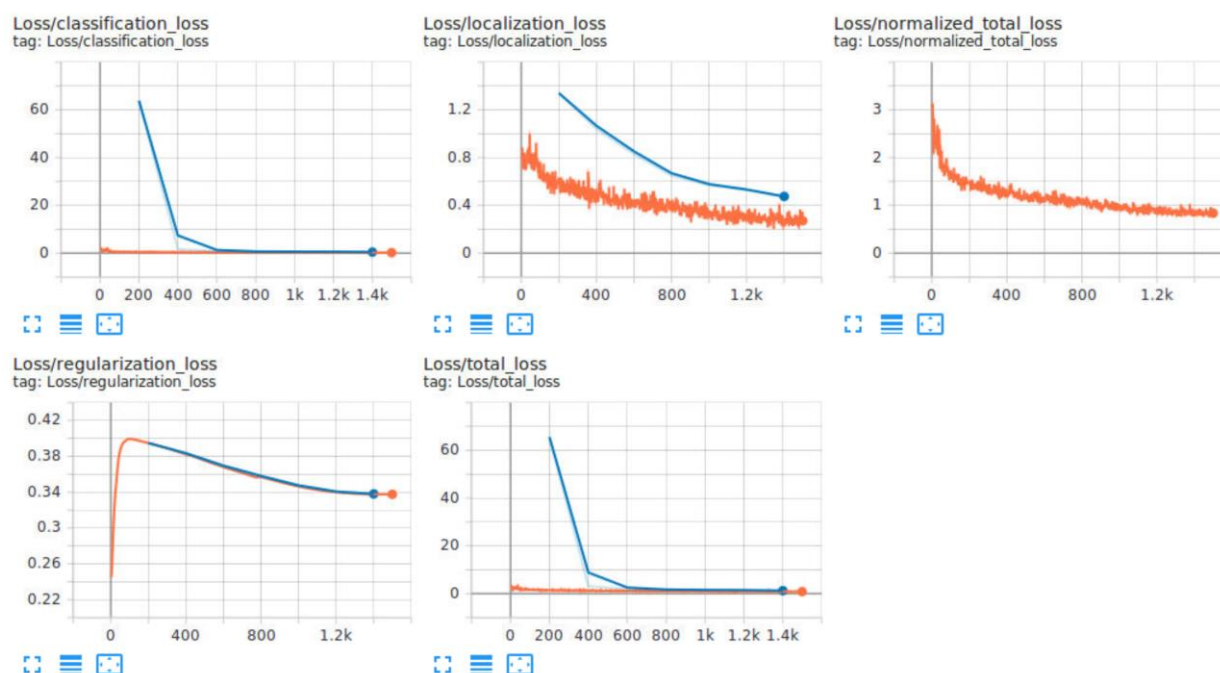 Loss/classification_loss
tag: Loss/classification_loss
60
40
20
0
0 200 400 600 800 1k 1.2k 1.4k
Loss/localization_loss
tag: Loss/localization_loss
1.2
0.8
0.4
0
0 400 800 1.2k
Loss/normalized_total_loss
tag: Loss/normalized_total_loss
3
2
1
0
0 400 800 1.2k
Loss/regularization_loss
tag: Loss/regularization_loss
0.42
0.38
0.34
0.3
0.26
0.22
0 400 800 1.2k
Loss/total_loss
tag: Loss/total_loss
60
40
20
0
0 200 400 600 800 1k 1.2k 1.4k